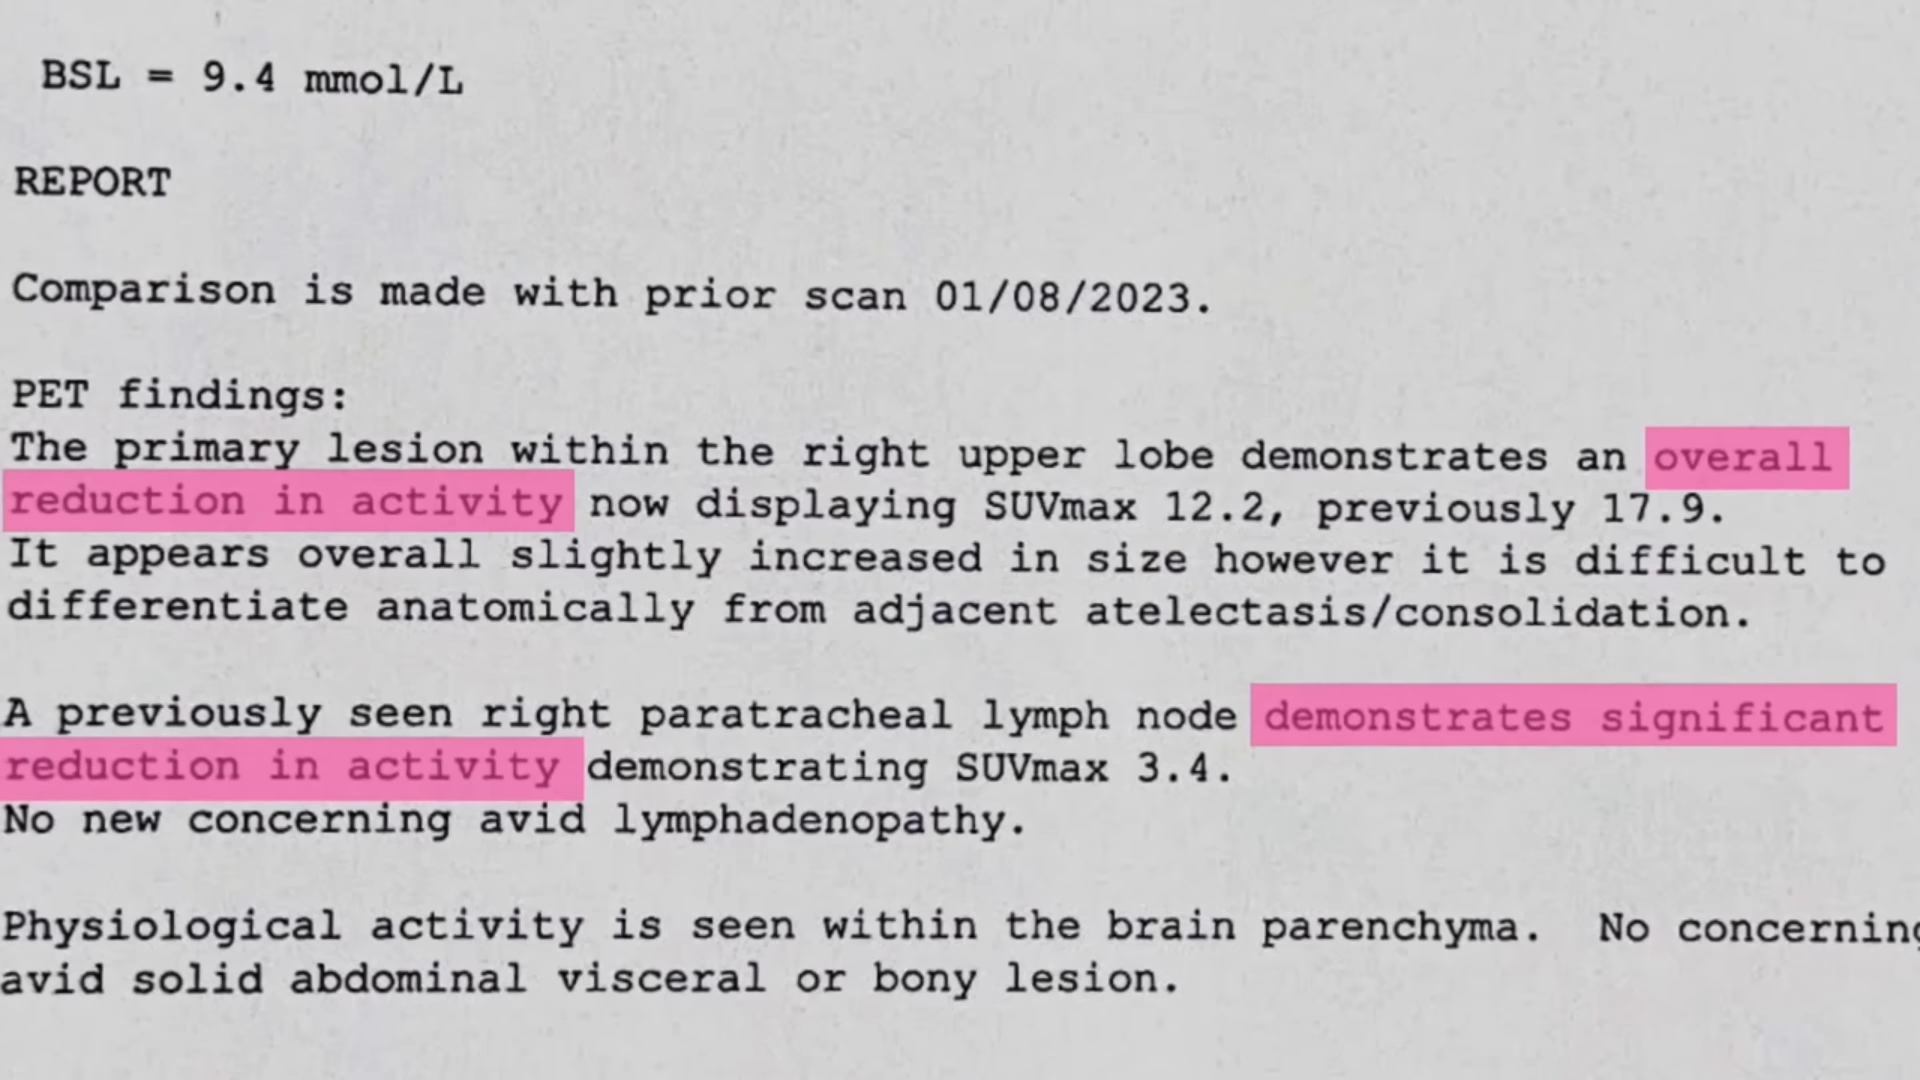 BSL = 9.4 mmol/L
REPORT
Comparison is made with prior scan 01/08/2023.
PET findings:
The primary lesion within the right upper lobe demonstrates an overall
reduction in activity now displaying SUVmax 12.2, previously 17.9.
It appears overall slightly increased in size however it is difficult to
differentiate anatomically from adjacent atelectasis/consolidation.
A previously seen right paratracheal lymph node demonstrates significant
reduction in activity demonstrating SUVmax 3.4.
No new concerning avid lymphadenopathy.
Physiological activity is seen within the brain parenchyma. No concerning
avid solid abdominal visceral or bony lesion.